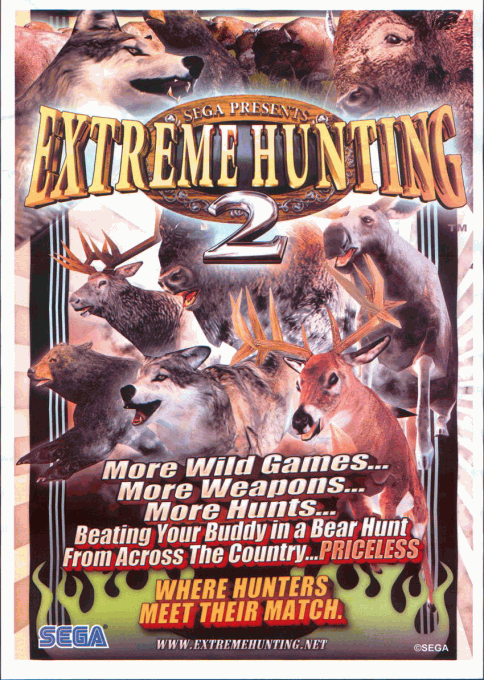 SEGA PRESENTS
EXTREME HUNTING
2
TM
More Wild Games...
More Weapons...
More Hunts...
Beating Your Buddy in a Bear Hunt
From Across The Country...PRICELESS
WHERE HUNTERS
MEET THEIR MATCH.
SEGA®
WWW.EXTREMEHUNTING.NET
©SEGA